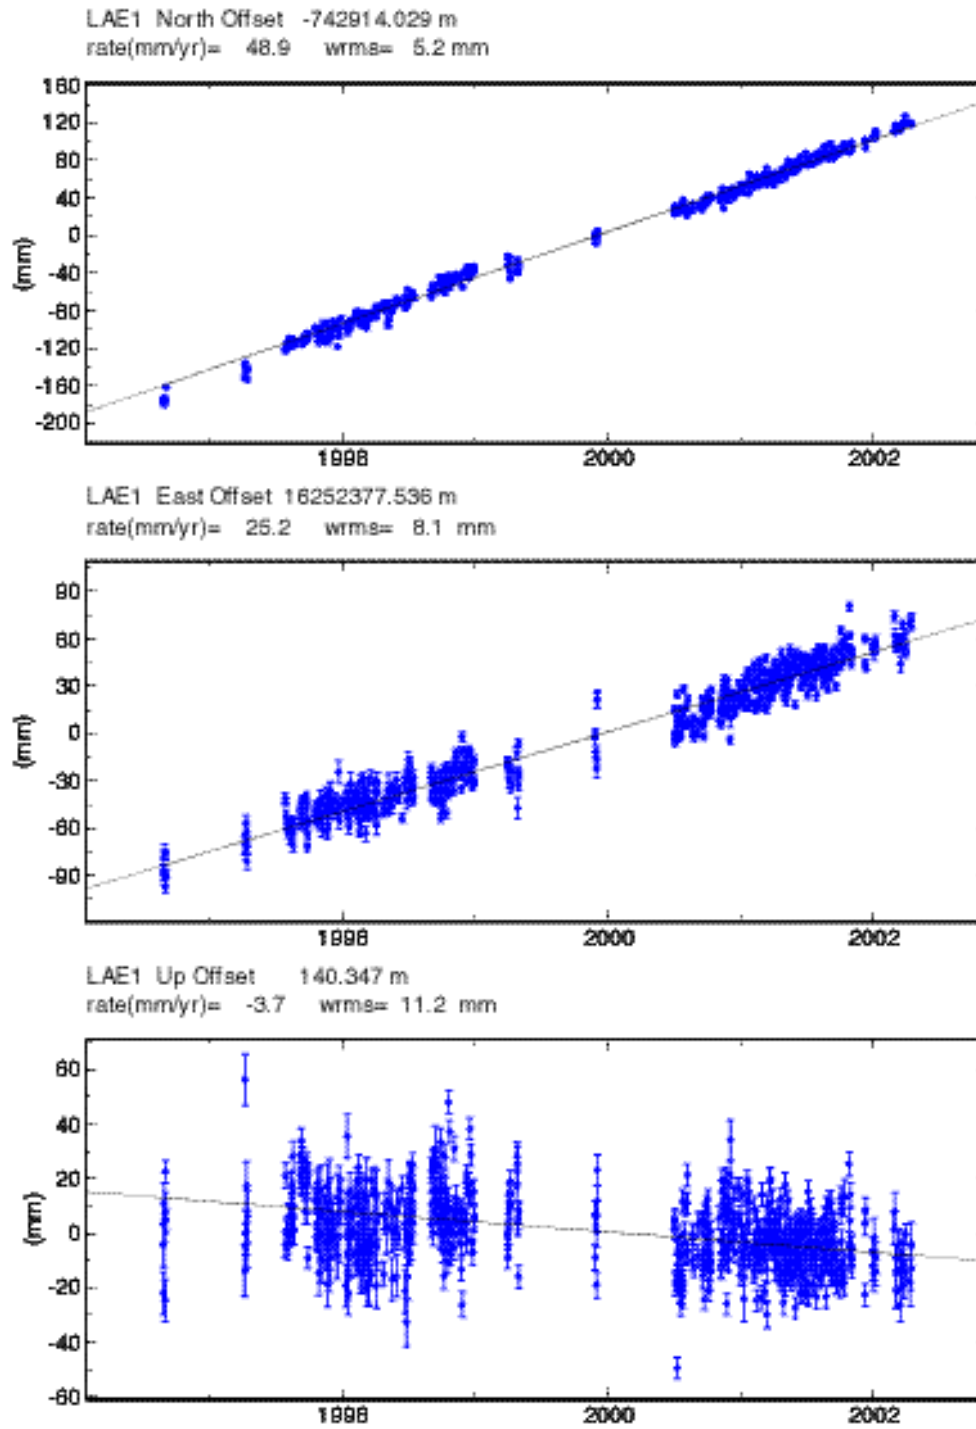 LAE1 North Offset -742914.029 m
rate(mm/yr)= 48.9 wrms= 5.2 mm
160
120
80
40
0
-40
-80
-120
-160
-200
(mm)
1998 2000 2002
LAE1 East Offset 16252377.536 m
rate(mm/yr)= 25.2 wrms= 8.1 mm
90
60
30
0
-30
-60
-90
(mm)
1998 2000 2002
LAE1 Up Offset 140.347 m
rate(mm/yr)= -3.7 wrms= 11.2 mm
60
40
20
0
-20
-40
-60
(mm)
1998 2000 2002